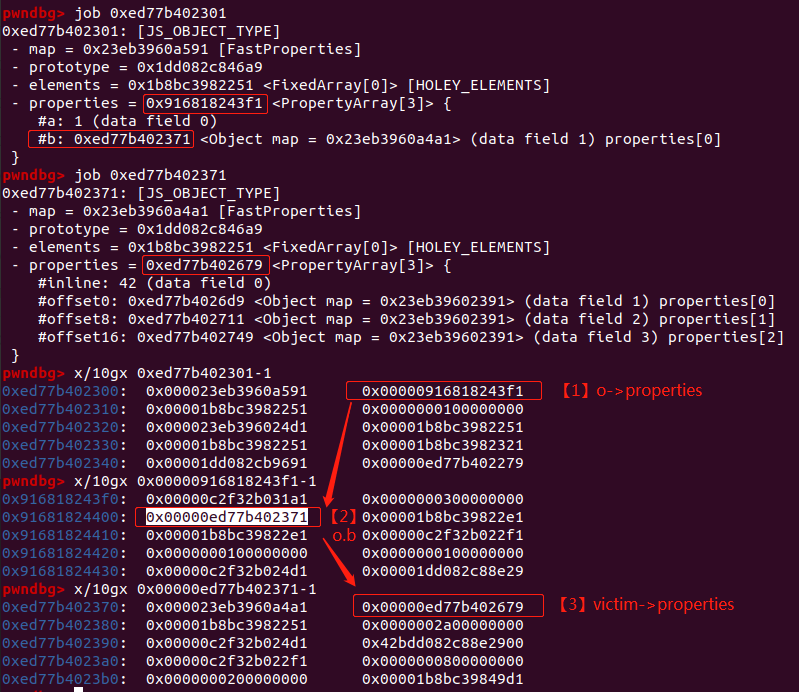 pwndbg> job 0xed77b402301
0xed77b402301: [JS_OBJECT_TYPE]
- map = 0x23eb3960a591 [FastProperties]
- prototype = 0x1dd082c846a9
- elements = 0x1b8bc3982251 <FixedArray[0]> [HOLEY_ELEMENTS]
- properties = 0x916818243f1 <PropertyArray[3]> {
#a: 1 (data field 0)
#b: 0xed77b402371 <Object map = 0x23eb3960a4a1> (data field 1) properties[0]
}
pwndbg> job 0xed77b402371
0xed77b402371: [JS_OBJECT_TYPE]
- map = 0x23eb3960a4a1 [FastProperties]
- prototype = 0x1dd082c846a9
- elements = 0x1b8bc3982251 <FixedArray[0]> [HOLEY_ELEMENTS]
- properties = 0xed77b402679 <PropertyArray[3]> {
#inline: 42 (data field 0)
#offset0: 0xed77b4026d9 <Object map = 0x23eb39602391> (data field 1) properties[0]
#offset8: 0xed77b402711 <Object map = 0x23eb39602391> (data field 2) properties[1]
#offset16: 0xed77b402749 <Object map = 0x23eb39602391> (data field 3) properties[2]
}
pwndbg> x/10gx 0xed77b402301-1
0xed77b402300: 0x000023eb3960a591 0x00000916818243f1 【1】o->properties
0xed77b402310: 0x00001b8bc3982251 0x0000000100000000
0xed77b402320: 0x000023eb396024d1 0x00001b8bc3982251
0xed77b402330: 0x00001b8bc3982251 0x00001b8bc3982321
0xed77b402340: 0x00001dd082cb9691 0x00000ed77b402279
pwndbg> x/10gx 0x00000916818243f1-1
0x916818243f0: 0x00000c2f32b031a1 0x0000000300000000
0x91681824400: 0x00000ed77b402371 【2】 0x00001b8bc39822e1
0x91681824410: 0x00001b8bc39822e1 o.b 0x00000c2f32b022f1
0x91681824420: 0x0000000100000000 0x0000000100000000
0x91681824430: 0x00000c2f32b024d1 0x00001dd082c88e29
pwndbg> x/10gx 0x00000ed77b402371-1
0xed77b402370: 0x000023eb3960a4a1 0x00000ed77b402679 【3】victim->properties
0xed77b402380: 0x00001b8bc3982251 0x0000002a00000000
0xed77b402390: 0x00000c2f32b024d1 0x42bdd082c88e2900
0xed77b4023a0: 0x00000c2f32b022f1 0x0000000800000000
0xed77b4023b0: 0x0000000200000000 0x00001b8bc39849d1